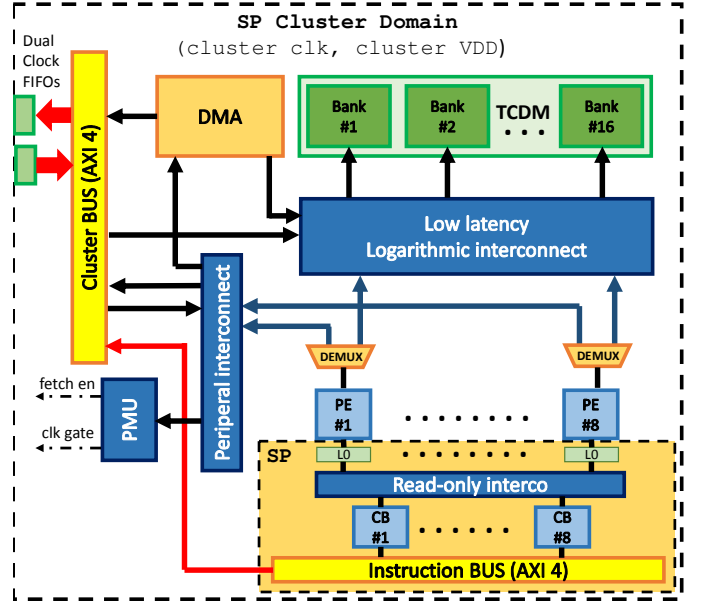 SP Cluster Domain
(cluster clk, cluster VDD)
Dual
Clock
FIFOs
Cluster BUS (AXI 4)
DMA
Bank
#1
Bank
#2
TCDM
. . .
Bank
#16
Low latency
Logarithmic interconnect
Periperal interconnect
DEMUX
DEMUX
fetch en
clk gate
PMU
PE
#1
. . . . . . . .
PE
#8
SP
L0
. . . . . . . .
L0
Read-only interco
CB
#1
. . . . . .
CB
#8
Instruction BUS (AXI 4)